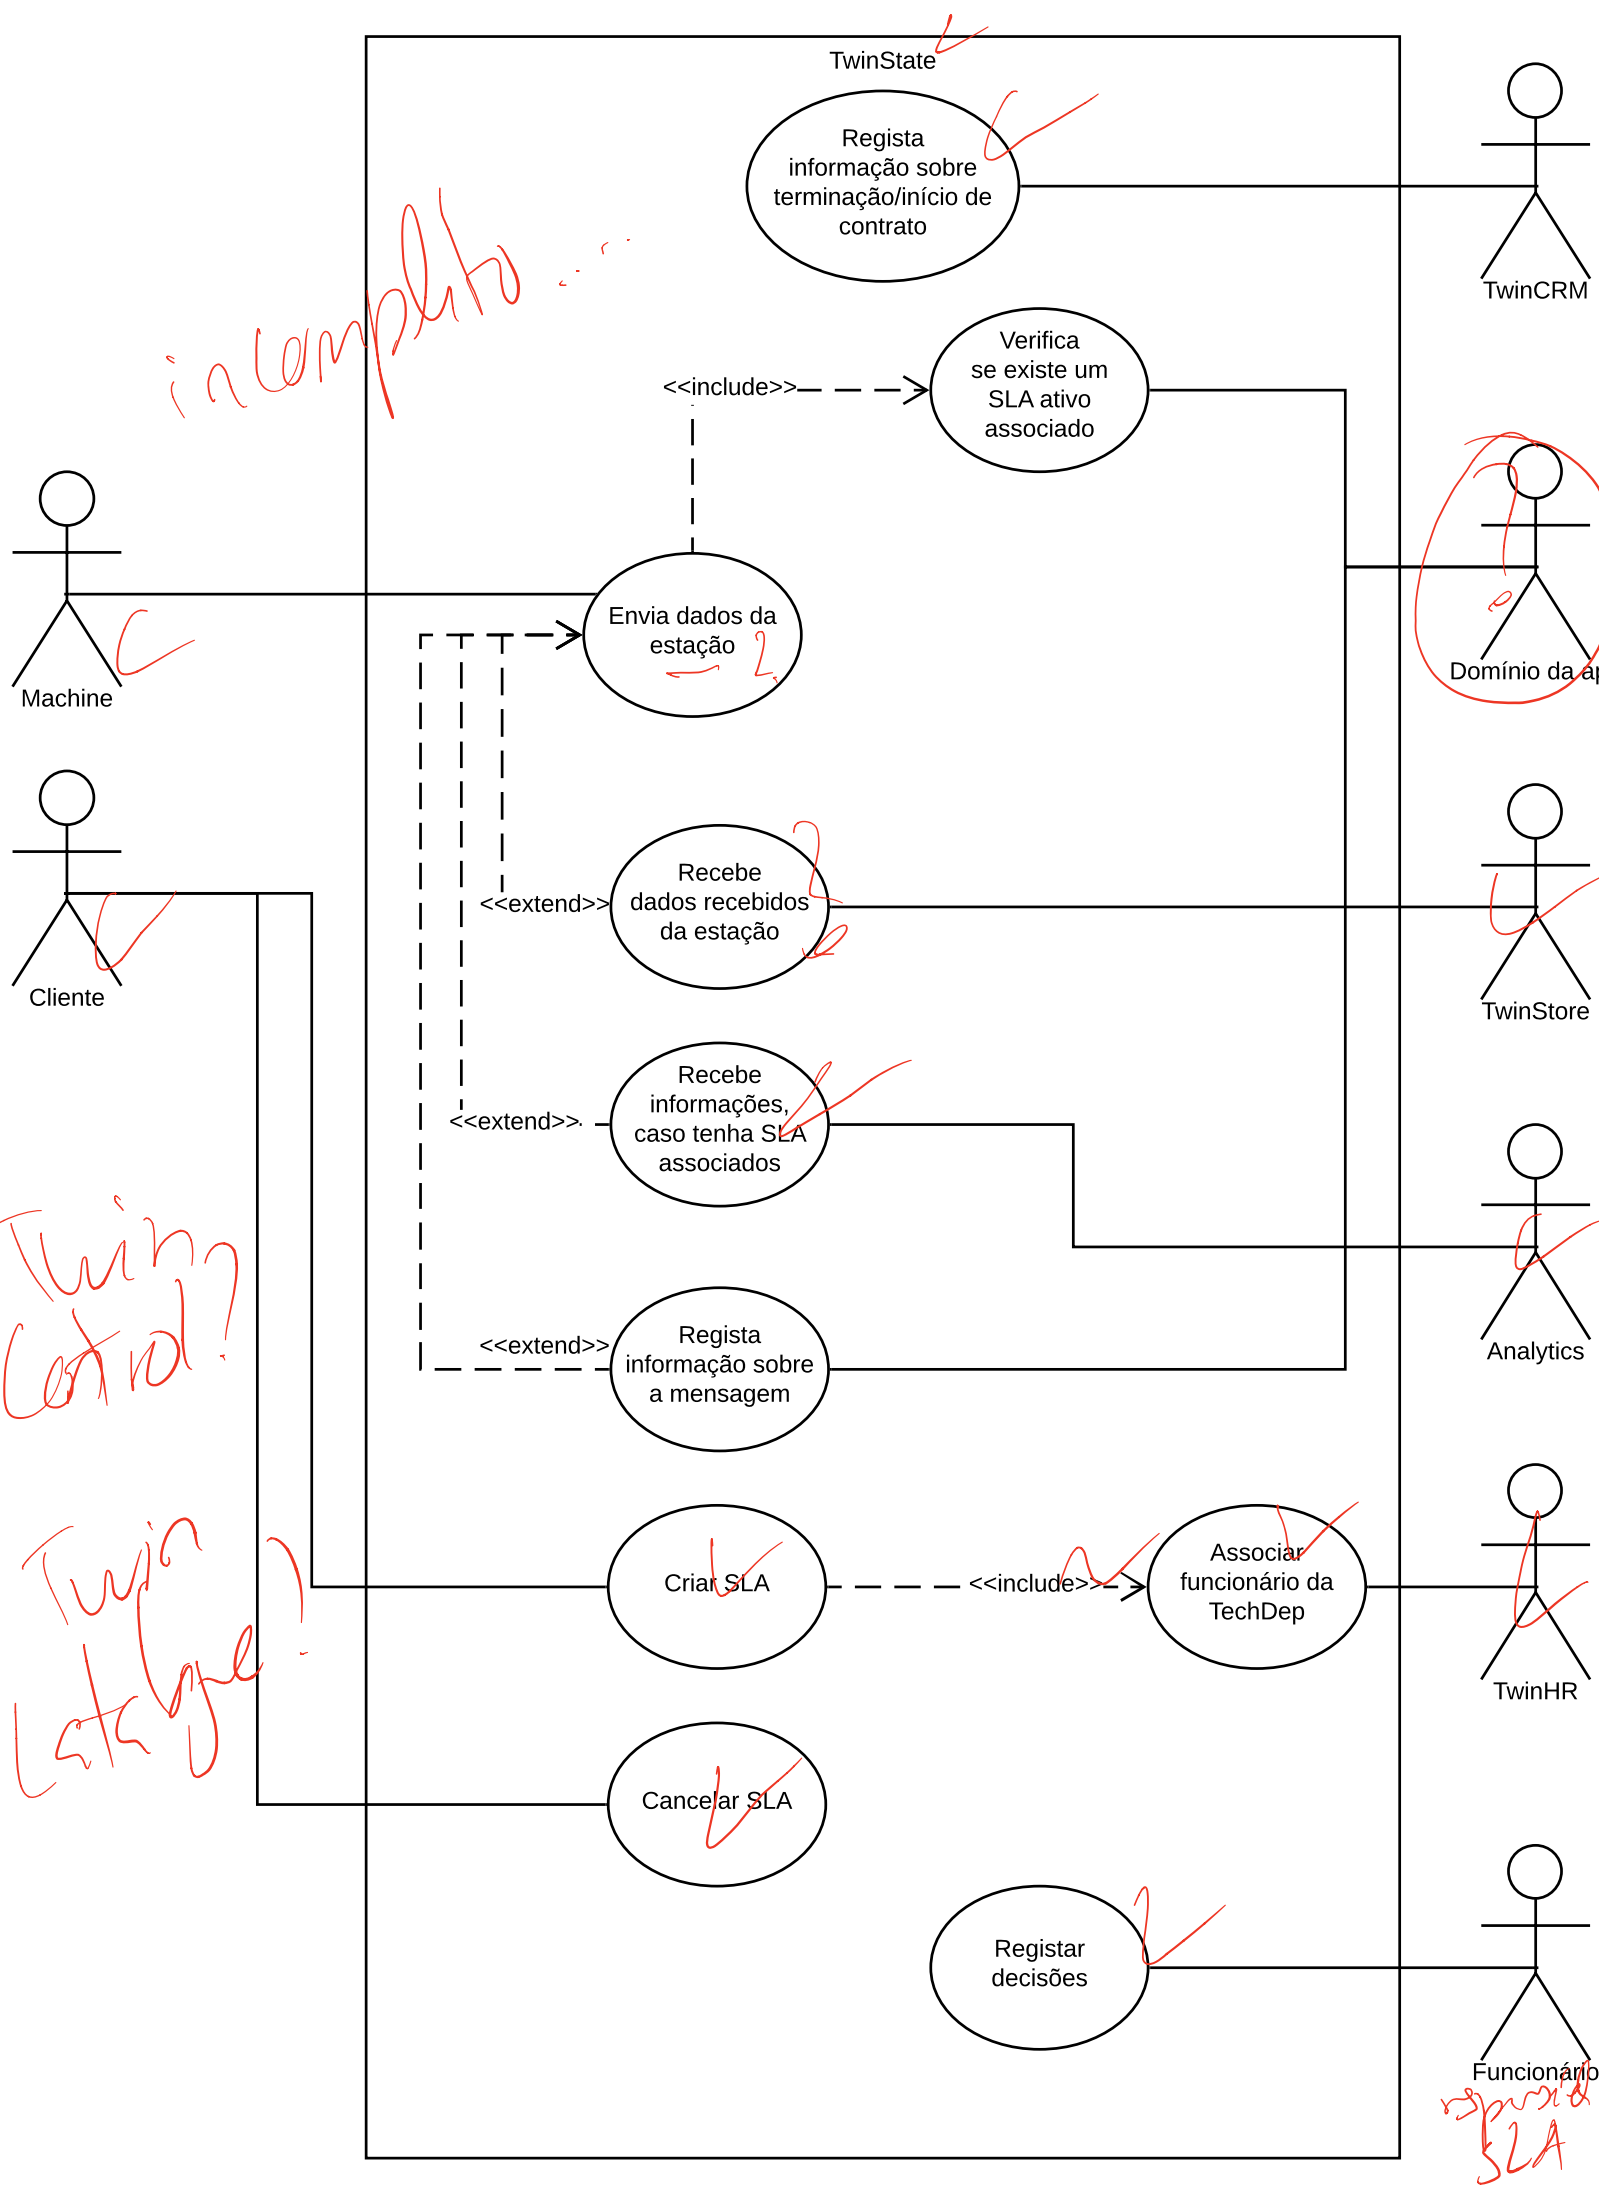 TwinState
Regista
informação sobre
terminação/início de
contrato
TwinCRM
incompleto ....
<<include>>
Verifica
se existe um
SLA ativo
associado
Machine
Envia dados da
estação
?
?
Domínio da ap
Cliente
<<extend>>
Recebe
dados recebidos
da estação
?
TwinStore
<<extend>>
Recebe
informações,
caso tenha SLA
associados
Analytics
Twin
Control?
<<extend>>
Regista
informação sobre
a mensagem
Twin
Criar SLA
<<include>>
Associar
funcionário da
TechDep
TwinHR
Cancelar SLA
Registar
decisões
Funcionário
SLA